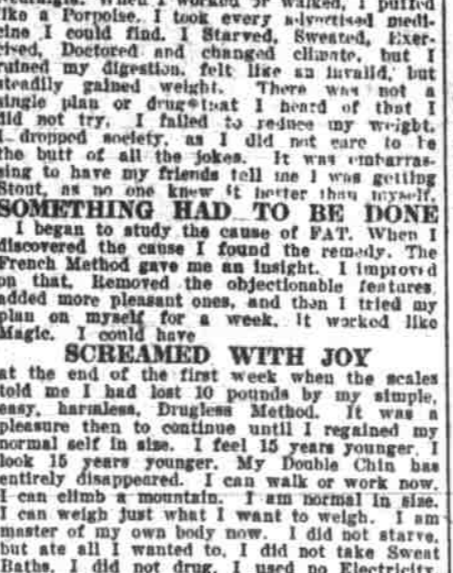 When I worked or walked, I puffed
like a Porpoise. I took every advertised medi-
cine I could find. I Starved, Sweated, Exer-
cised, Doctored and changed climate, but I
ruined my digestion, felt like an invalid, but
steadily gained weight. There was not a
single plan or drug that I heard of that I
did not try. I failed to reduce my weight.
I dropped society, as I did not care to be
the butt of all the jokes. It was embarras-
sing to have my friends tell me I was getting
Stout, as no one knew it better than myself.
SOMETHING HAD TO BE DONE
I began to study the cause of FAT. When I
discovered the cause I found the remedy. The
French Method gave me an insight. I improved
on that. Removed the objectionable features,
added more pleasant ones, and then I tried my
plan on myself for a week. It worked like
Magic. I could have
SCREAMED WITH JOY
at the end of the first week when the scales
told me I had lost 10 pounds by my simple,
easy, harmless, Drugless Method. It was a
pleasure then to continue until I regained my
normal self in size. I feel 15 years younger. I
look 15 years younger. My Double Chin has
entirely disappeared. I can walk or work now.
I can climb a mountain. I am normal in size.
I can weigh just what I want to weigh. I am
master of my own body now. I did not starve,
but ate all I wanted to. I did not take Sweat
Baths. I did not drug. I used no Electricity,